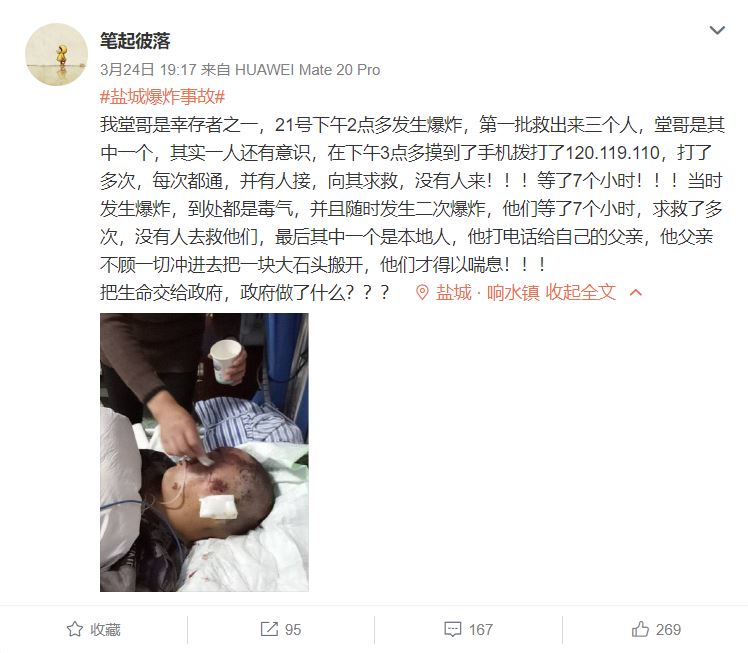 笔起彼落
3月24日 19:17 来自 HUAWEI Mate 20 Pro
#盐城爆炸事故#
我堂哥是幸存者之一，21号下午2点多发生爆炸，第一批救出来三个人，堂哥是其
中一个，其实一人还有意识，在下午3点多摸到了手机拨打了120.119.110，打了
多次，每次都通，并有人接，向其求救，没有人来！！！等了7个小时！！！当时
发生爆炸，到处都是毒气，并且随时发生二次爆炸，他们等了7个小时，求救了多
次，没有人去救他们，最后其中一个是本地人，他打电话给自己的父亲，他父亲
不顾一切冲进去把一块大石头搬开，他们才得以喘息！！！
把生命交给政府，政府做了什么？？？ 盐城 · 响水镇 收起全文
收藏 95 167 269